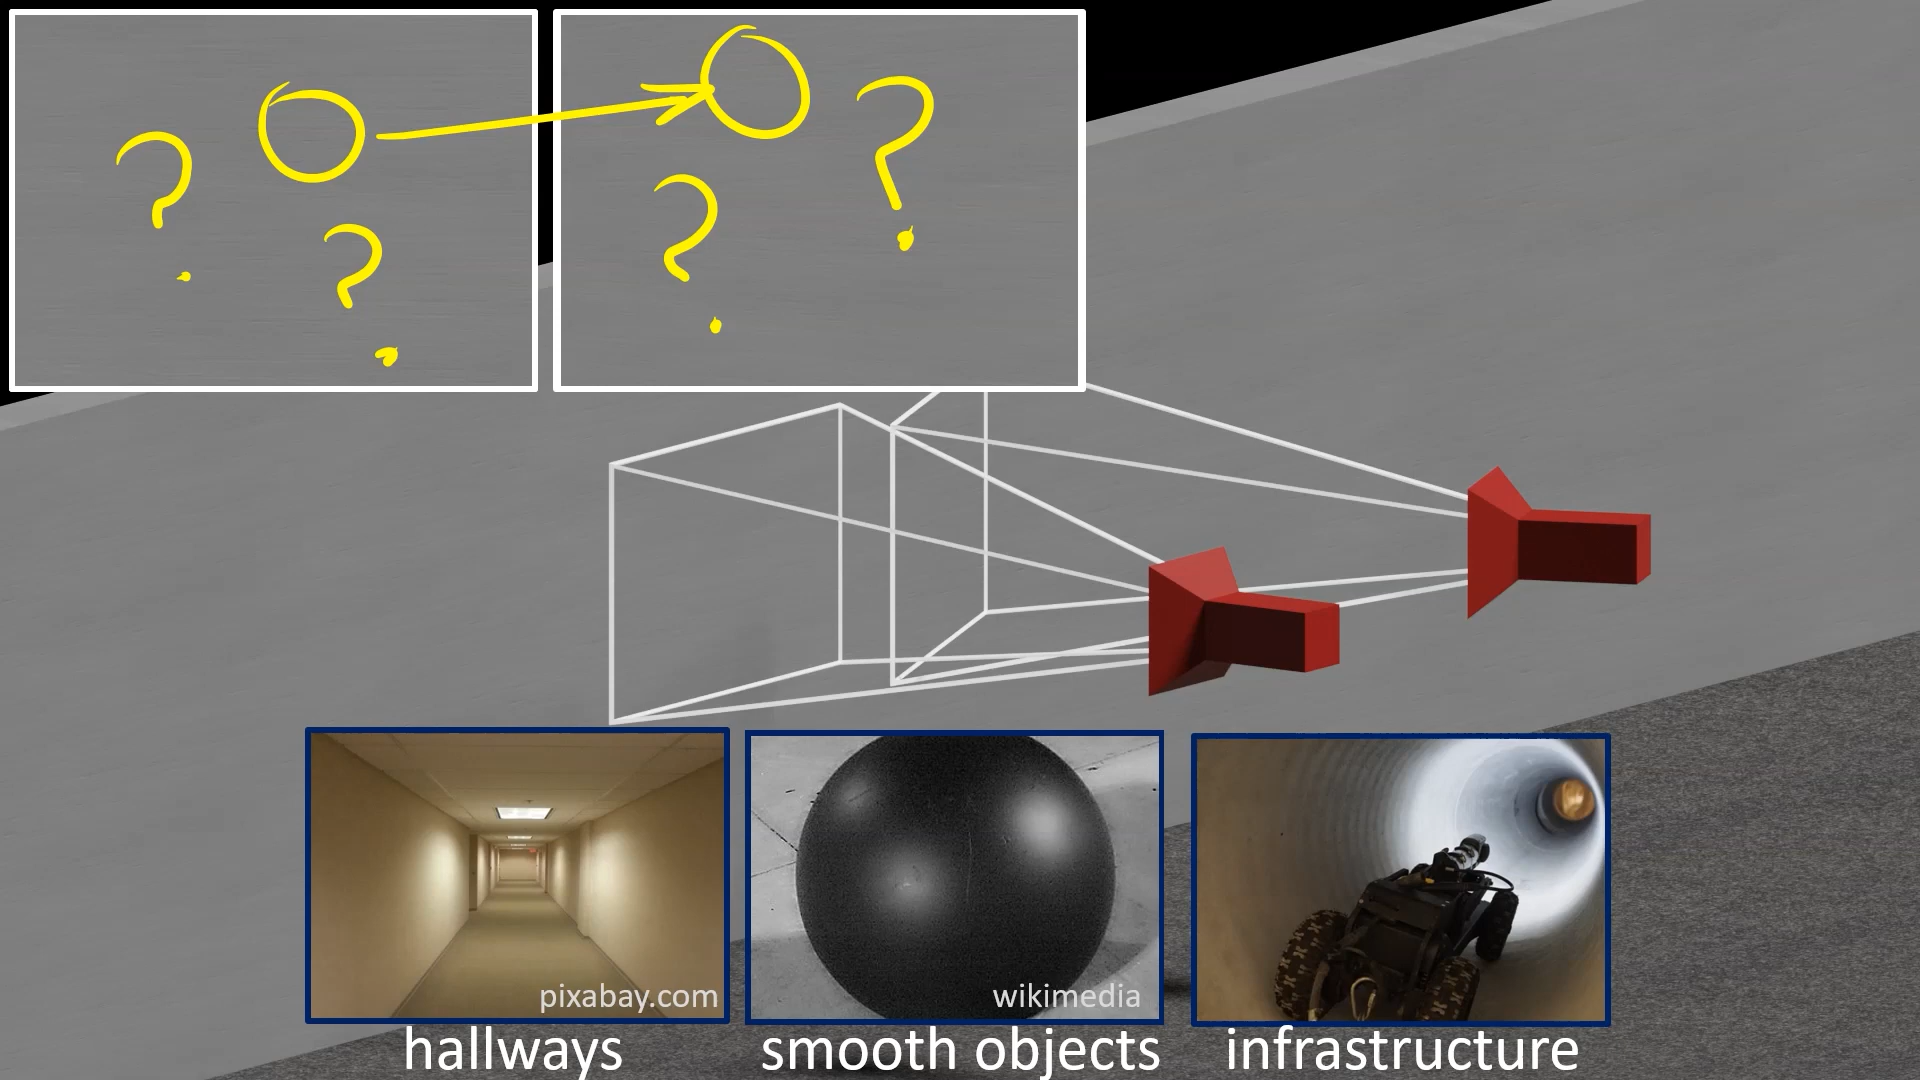 ? ?
? ?
pixabay.com
wikimedia
hallways
smooth objects
infrastructure